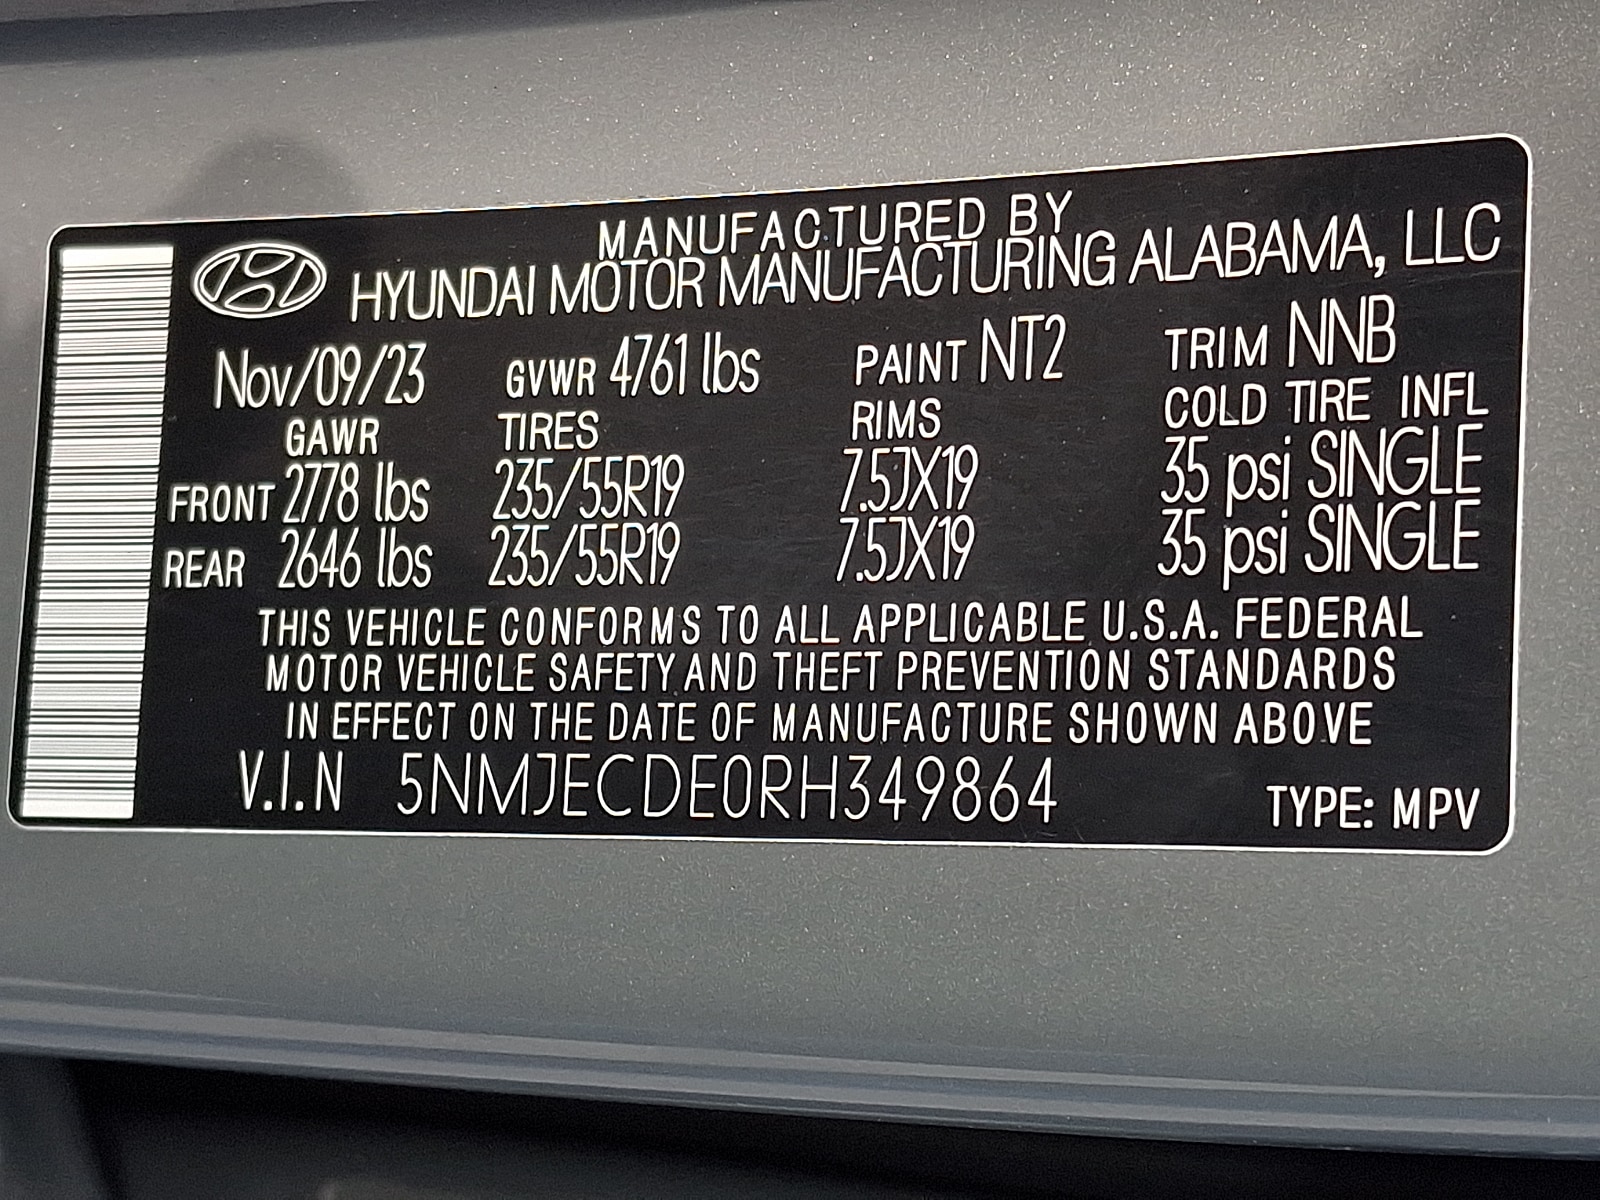 MANUFACTURED BY
HYUNDAI MOTOR MANUFACTURING ALABAMA, LLC
Nov/09/23 GVWR 4761 lbs PAINT NT2 TRIM NNB
GAWR TIRES RIMS COLD TIRE INFL
FRONT 2778 lbs 235/55R19 7.5JX19 35 psi SINGLE
REAR 2646 lbs 235/55R19 7.5JX19 35 psi SINGLE
THIS VEHICLE CONFORMS TO ALL APPLICABLE U.S.A. FEDERAL
MOTOR VEHICLE SAFETY AND THEFT PREVENTION STANDARDS
IN EFFECT ON THE DATE OF MANUFACTURE SHOWN ABOVE
V.I.N 5NMJECDE0RH349864 TYPE: MPV